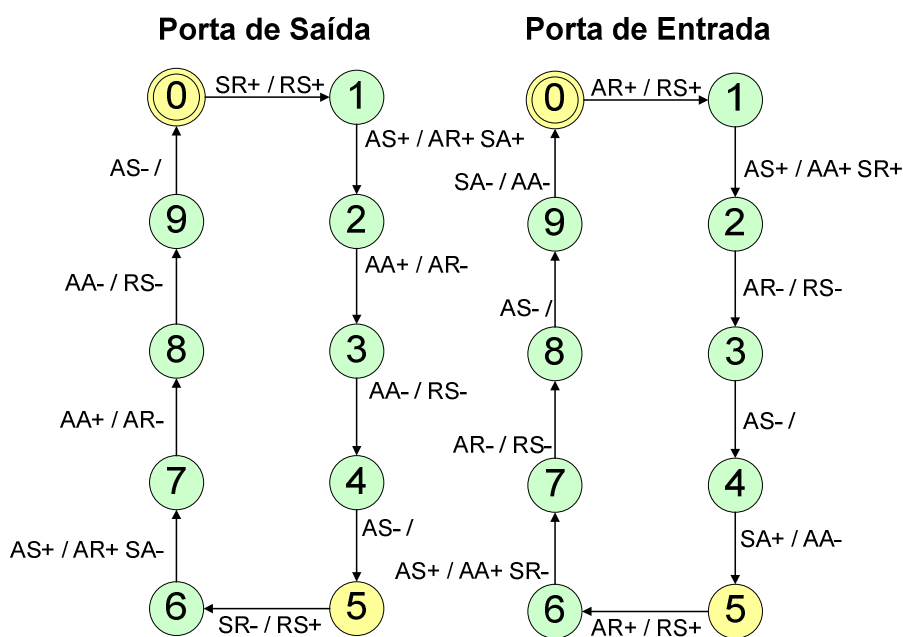 Porta de Saída
0
SR+ / RS+
1
AS+ / AR+ SA+
2
AA+ / AR-
3
AA- / RS-
4
AS- /
5
SR- / RS+
6
AS+ / AR+ SA-
7
AA+ / AR-
8
AA- / RS-
9
AS- /
Porta de Entrada
0
AR+ / RS+
1
AS+ / AA+ SR+
2
AR- / RS-
3
AS- /
4
SA+ / AA-
5
AR+ / RS+
6
AS+ / AA+ SR-
7
AR- / RS-
8
AS- /
9
SA- / AA-